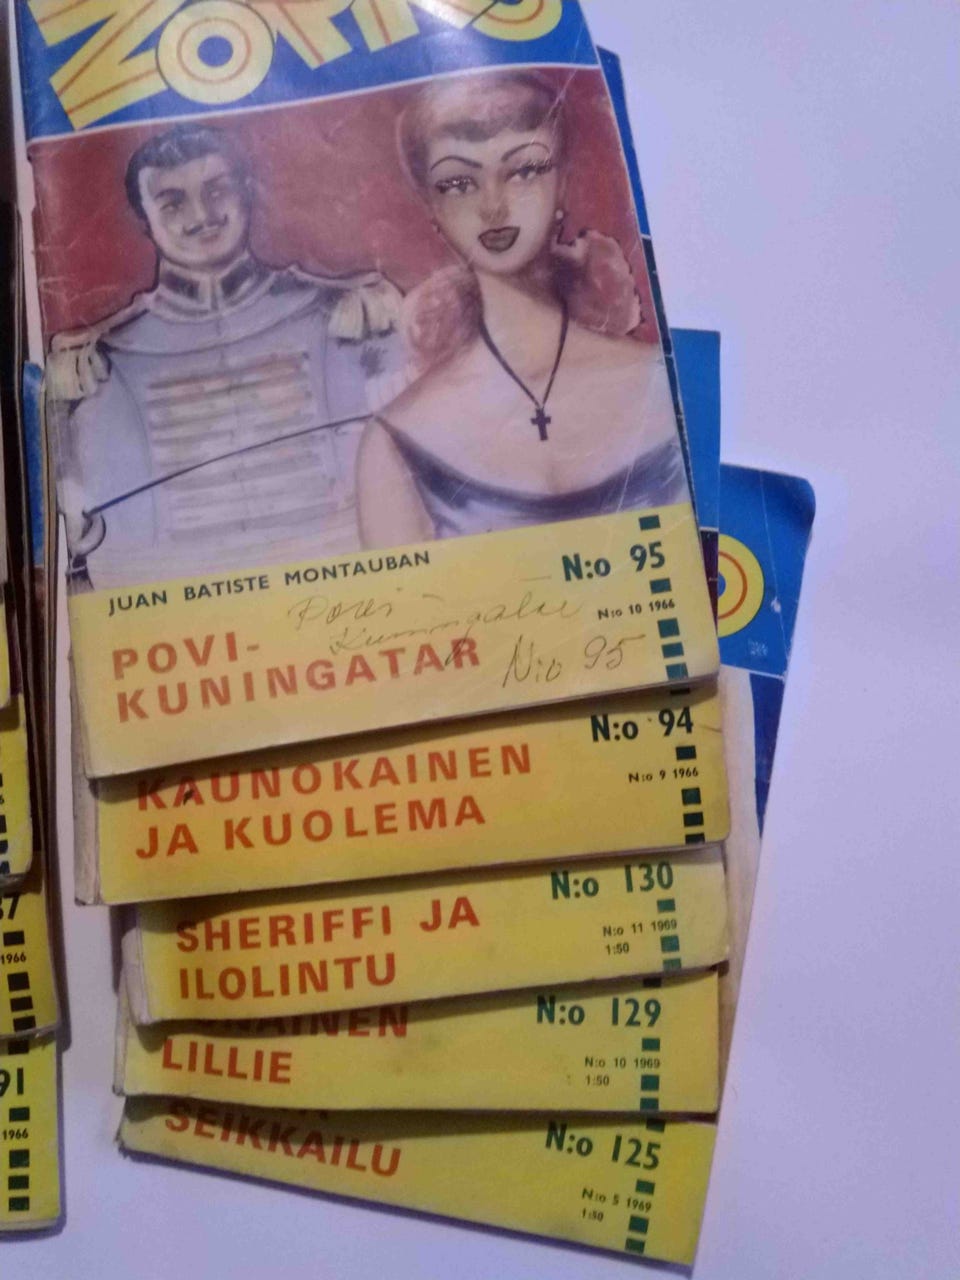 JUAN BATISTE MONTAUBAN
N:o 95
N:o 10 1966
Povi-
Kuningatar
N:o 95
POVI-
KUNINGATAR
N:o 94
N:o 9 1966
KAUNOKAINEN
JA KUOLEMA
N:o 130
N:o 11 1969
1:50
SHERIFFI JA
ILOLINTU
N:o 129
N:o 10 1969
1:50
LILLIE
N:o 125
N:o 5 1969
1:50
SEIKKAILU
1966
91
1966